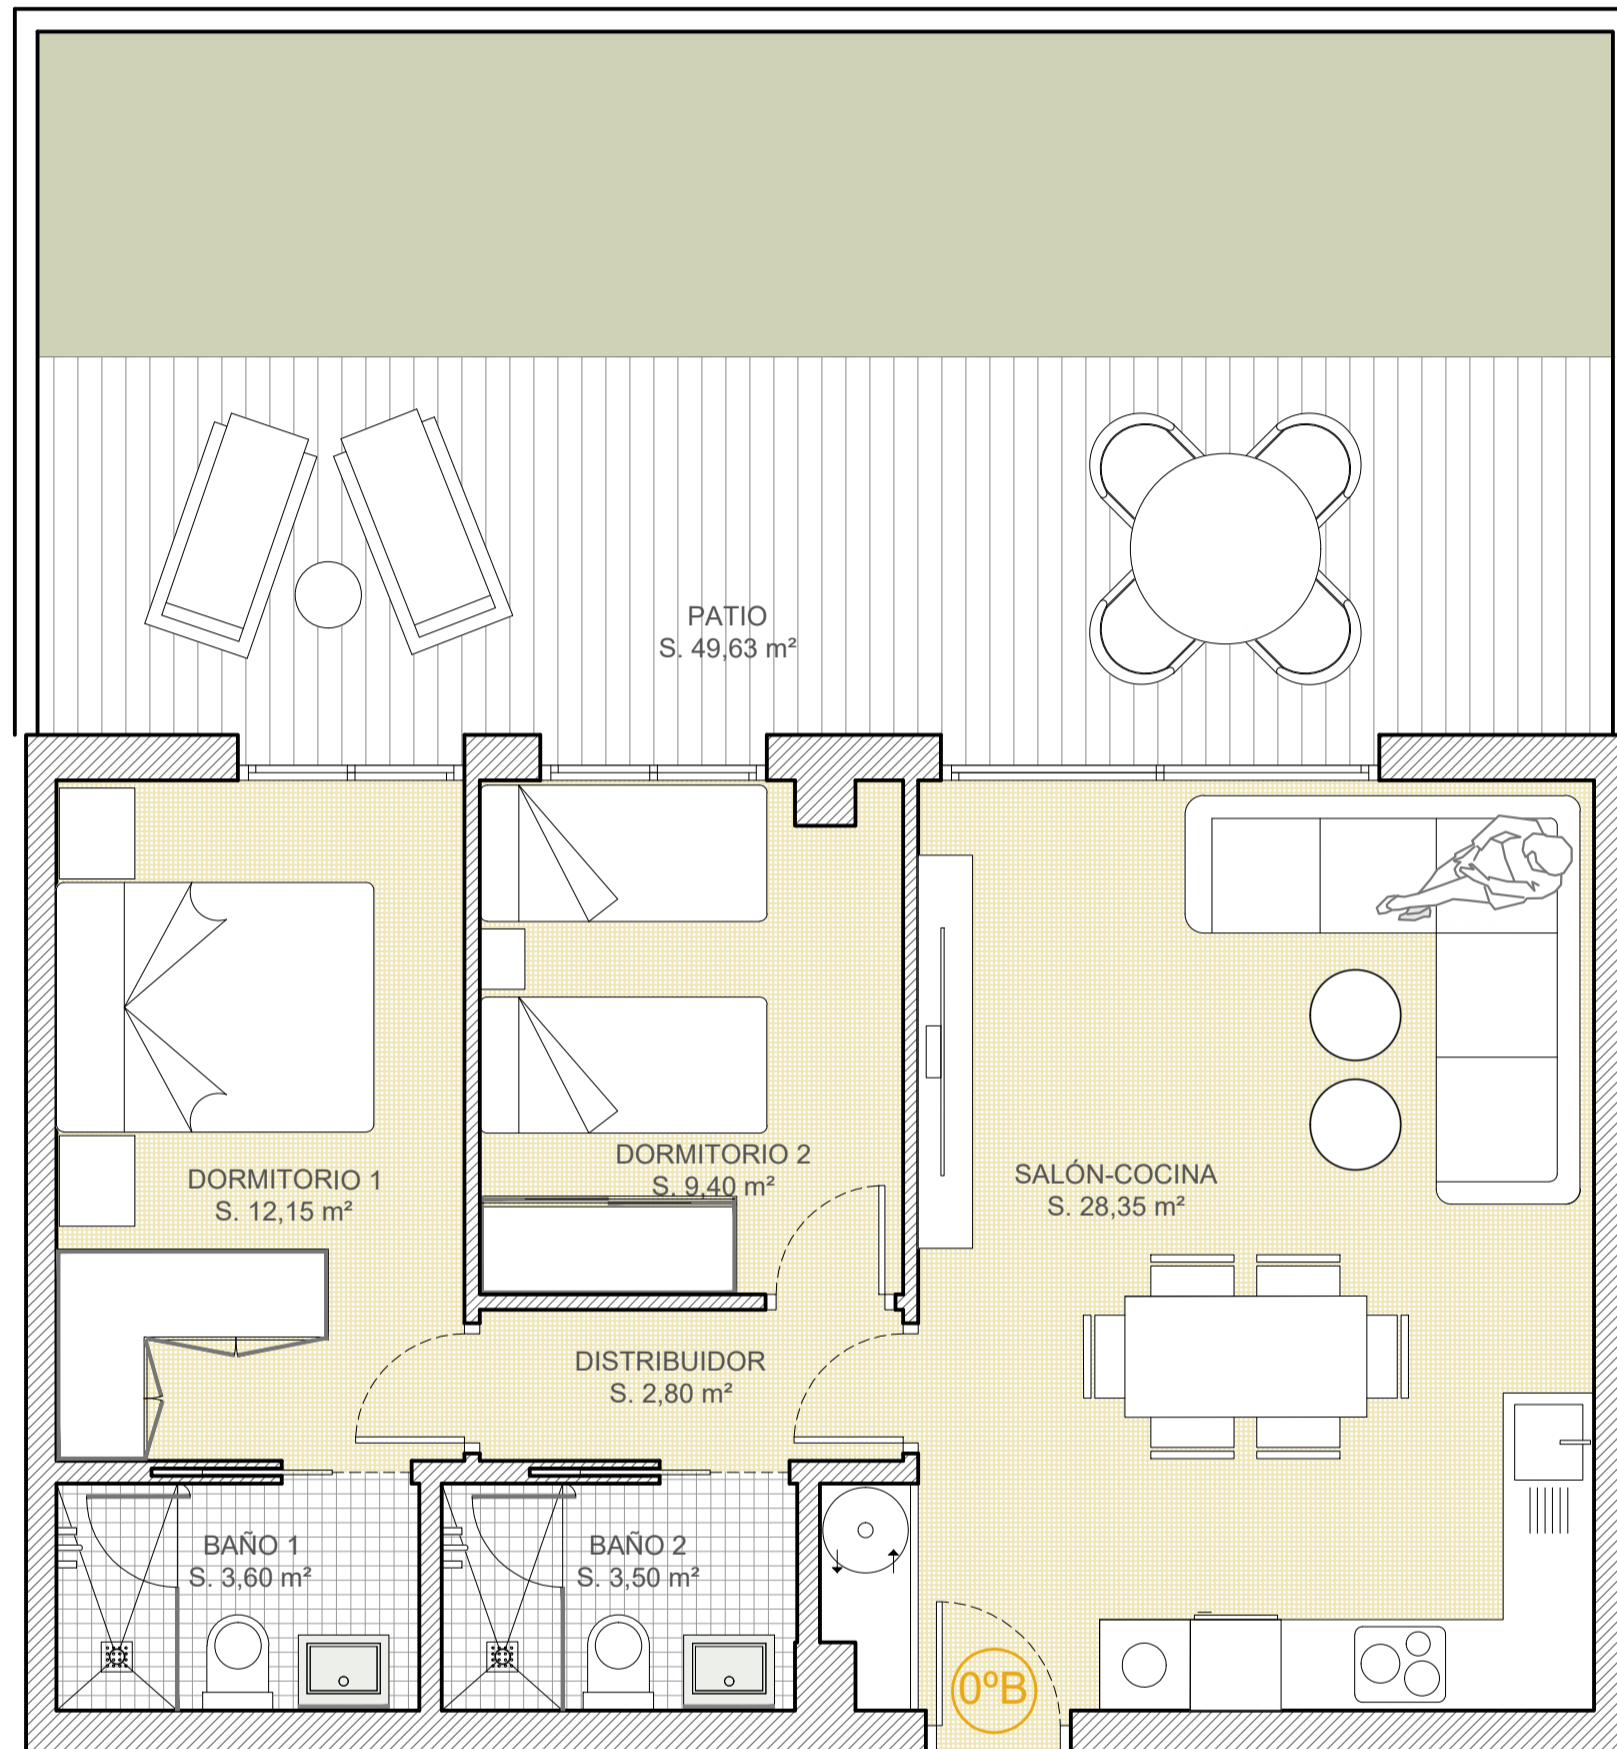 PATIO
S. 49,63 m²
DORMITORIO 1
S. 12,15 m²
DORMITORIO 2
S. 9,40 m²
SALÓN-COCINA
S. 28,35 m²
DISTRIBUIDOR
S. 2,80 m²
BAÑO 1
S. 3,60 m²
BAÑO 2
S. 3,50 m²
0ºB